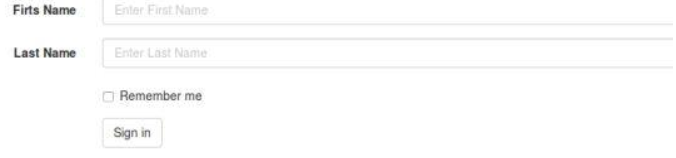 Firts Name Enter First Name
Last Name Enter Last Name
Remember me
Sign in